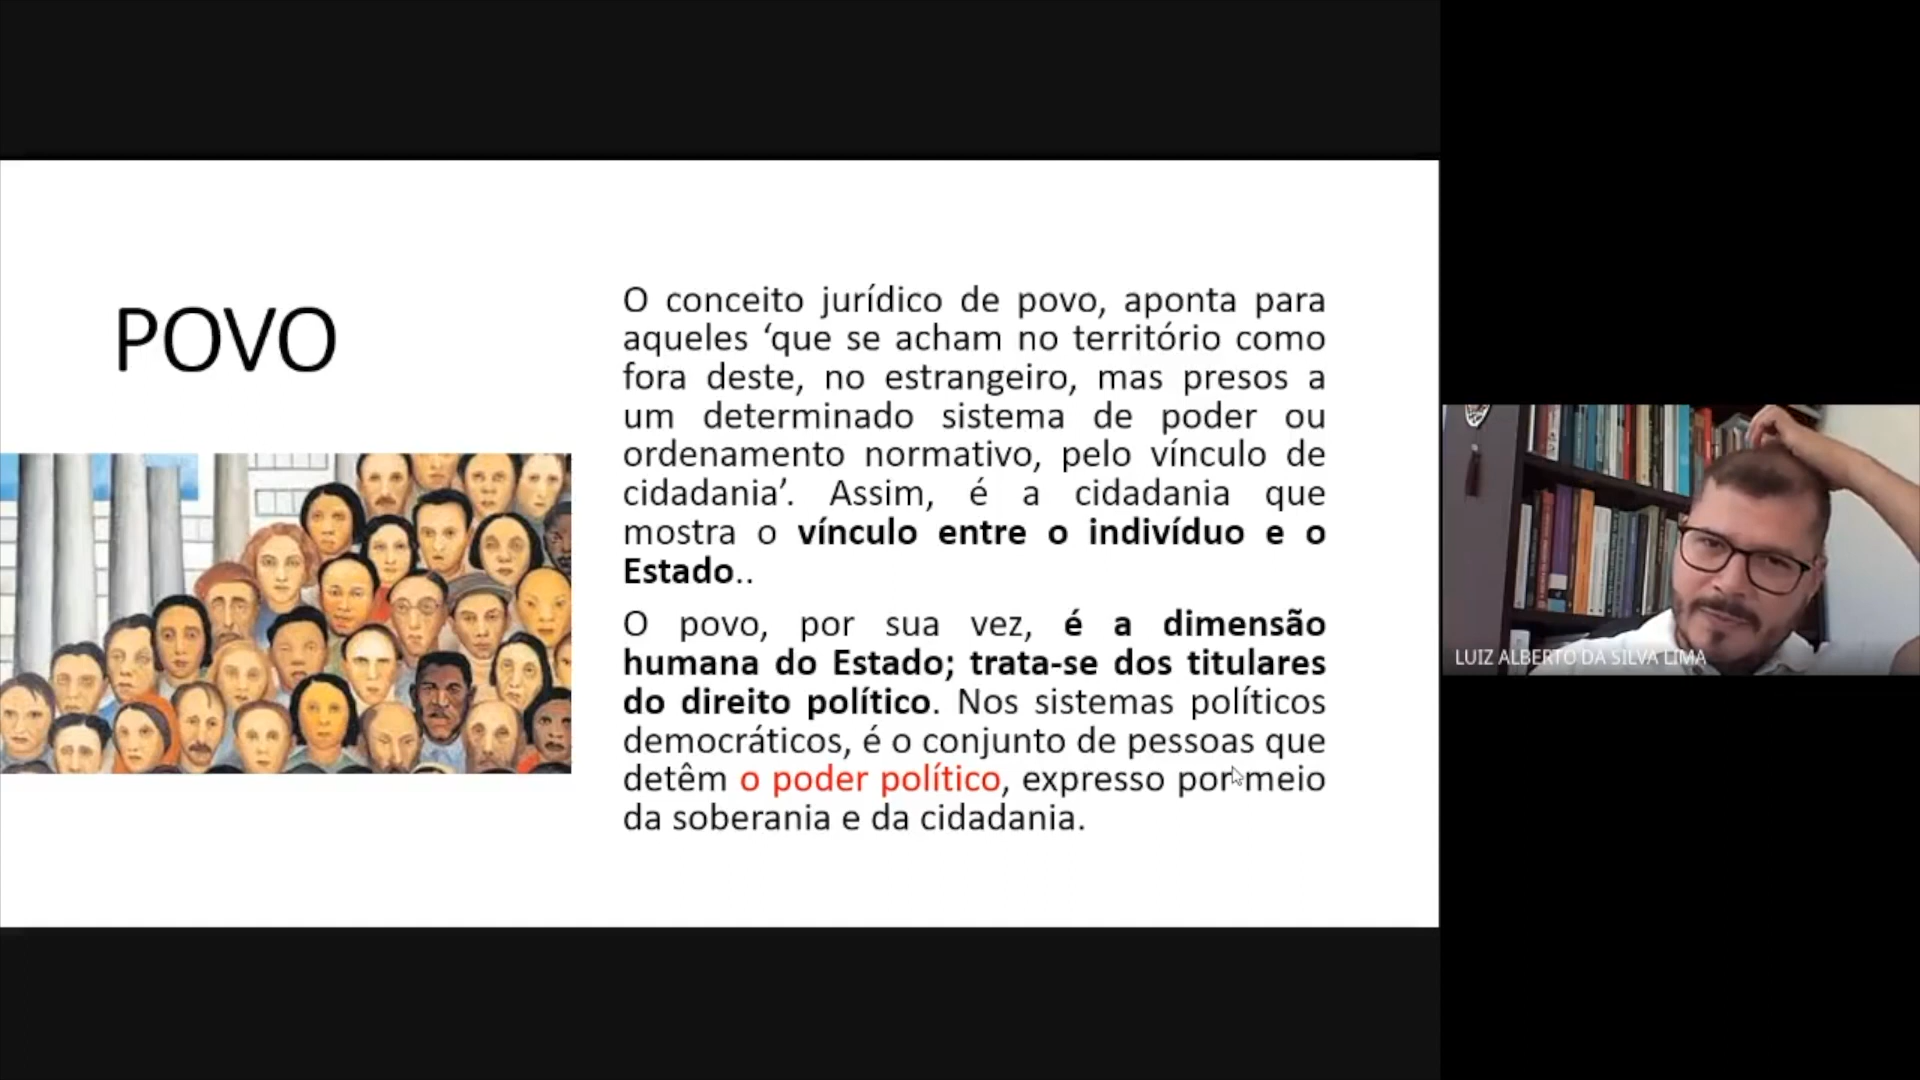 POVO
O conceito jurídico de povo, aponta para
aqueles ‘que se acham no território como
fora deste, no estrangeiro, mas presos a
um determinado sistema de poder ou
ordenamento normativo, pelo vínculo de
cidadania’. Assim, é a cidadania que
mostra o vínculo entre o indivíduo e o
Estado..
O povo, por sua vez, é a dimensão
humana do Estado; trata-se dos titulares
do direito político. Nos sistemas políticos
democráticos, é o conjunto de pessoas que
detêm o poder político, expresso por meio
da soberania e da cidadania.
LUIZ ALBERTO DA SILVA LIMA